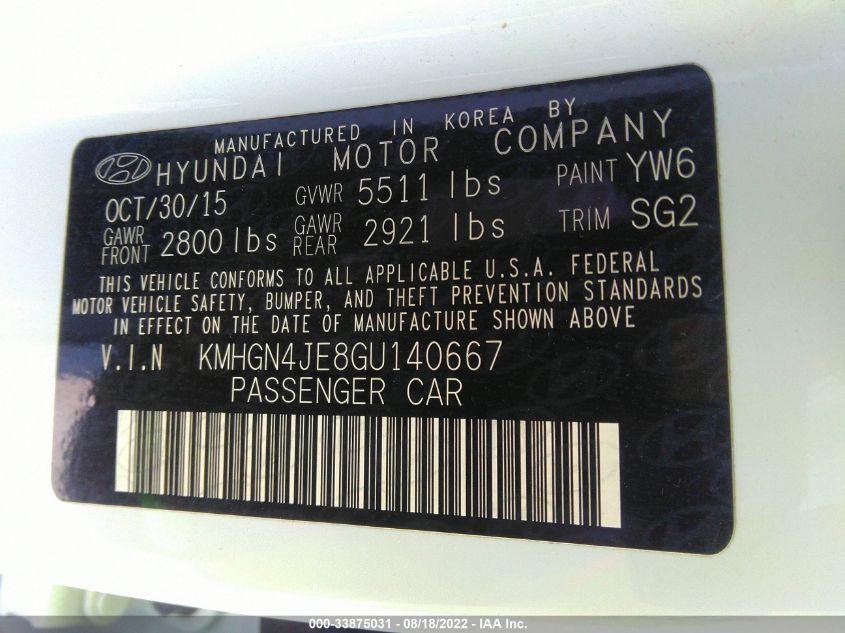 MANUFACTURED IN KOREA BY
HYUNDAI MOTOR COMPANY
OCT/30/15 GVWR 5511 lbs PAINT YW6
GAWR FRONT 2800 lbs GAWR REAR 2921 lbs TRIM SG2
THIS VEHICLE CONFORMS TO ALL APPLICABLE U.S.A. FEDERAL
MOTOR VEHICLE SAFETY, BUMPER, AND THEFT PREVENTION STANDARDS
IN EFFECT ON THE DATE OF MANUFACTURE SHOWN ABOVE
V.I.N KMHGN4JE8GU140667
PASSENGER CAR
000-33875031 - 08/18/2022 - IAA Inc.